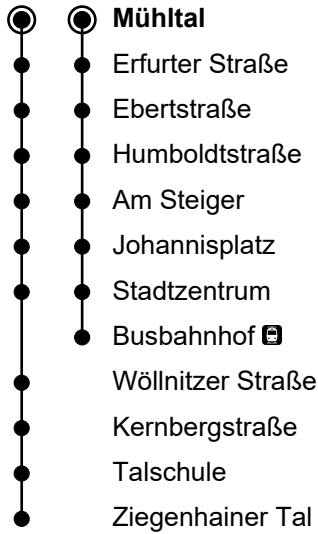 Mühltal
Erfurter Straße
Ebertstraße
Humboldtstraße
Am Steiger
Johannisplatz
Stadtzentrum
Busbahnhof
Wöllnitzer Straße
Kernbergstraße
Talschule
Ziegenhainer Tal